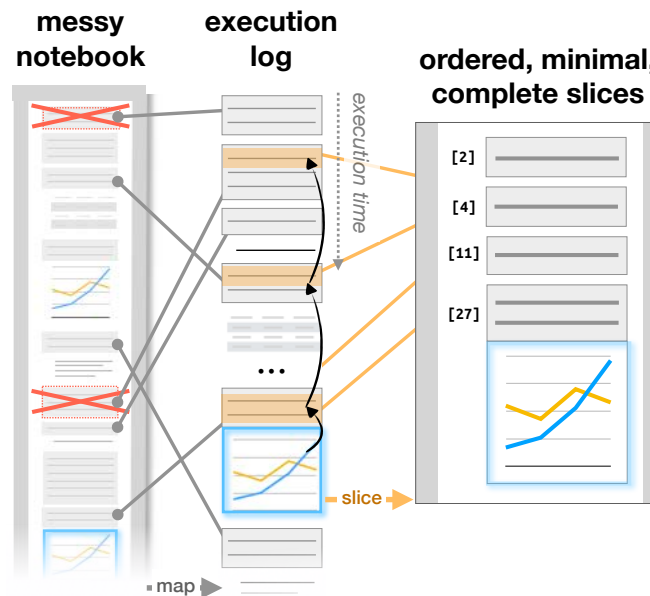 messy
notebook
execution
log
ordered, minimal,
complete slices
execution time
[2]
[4]
[11]
[27]
...
slice
map